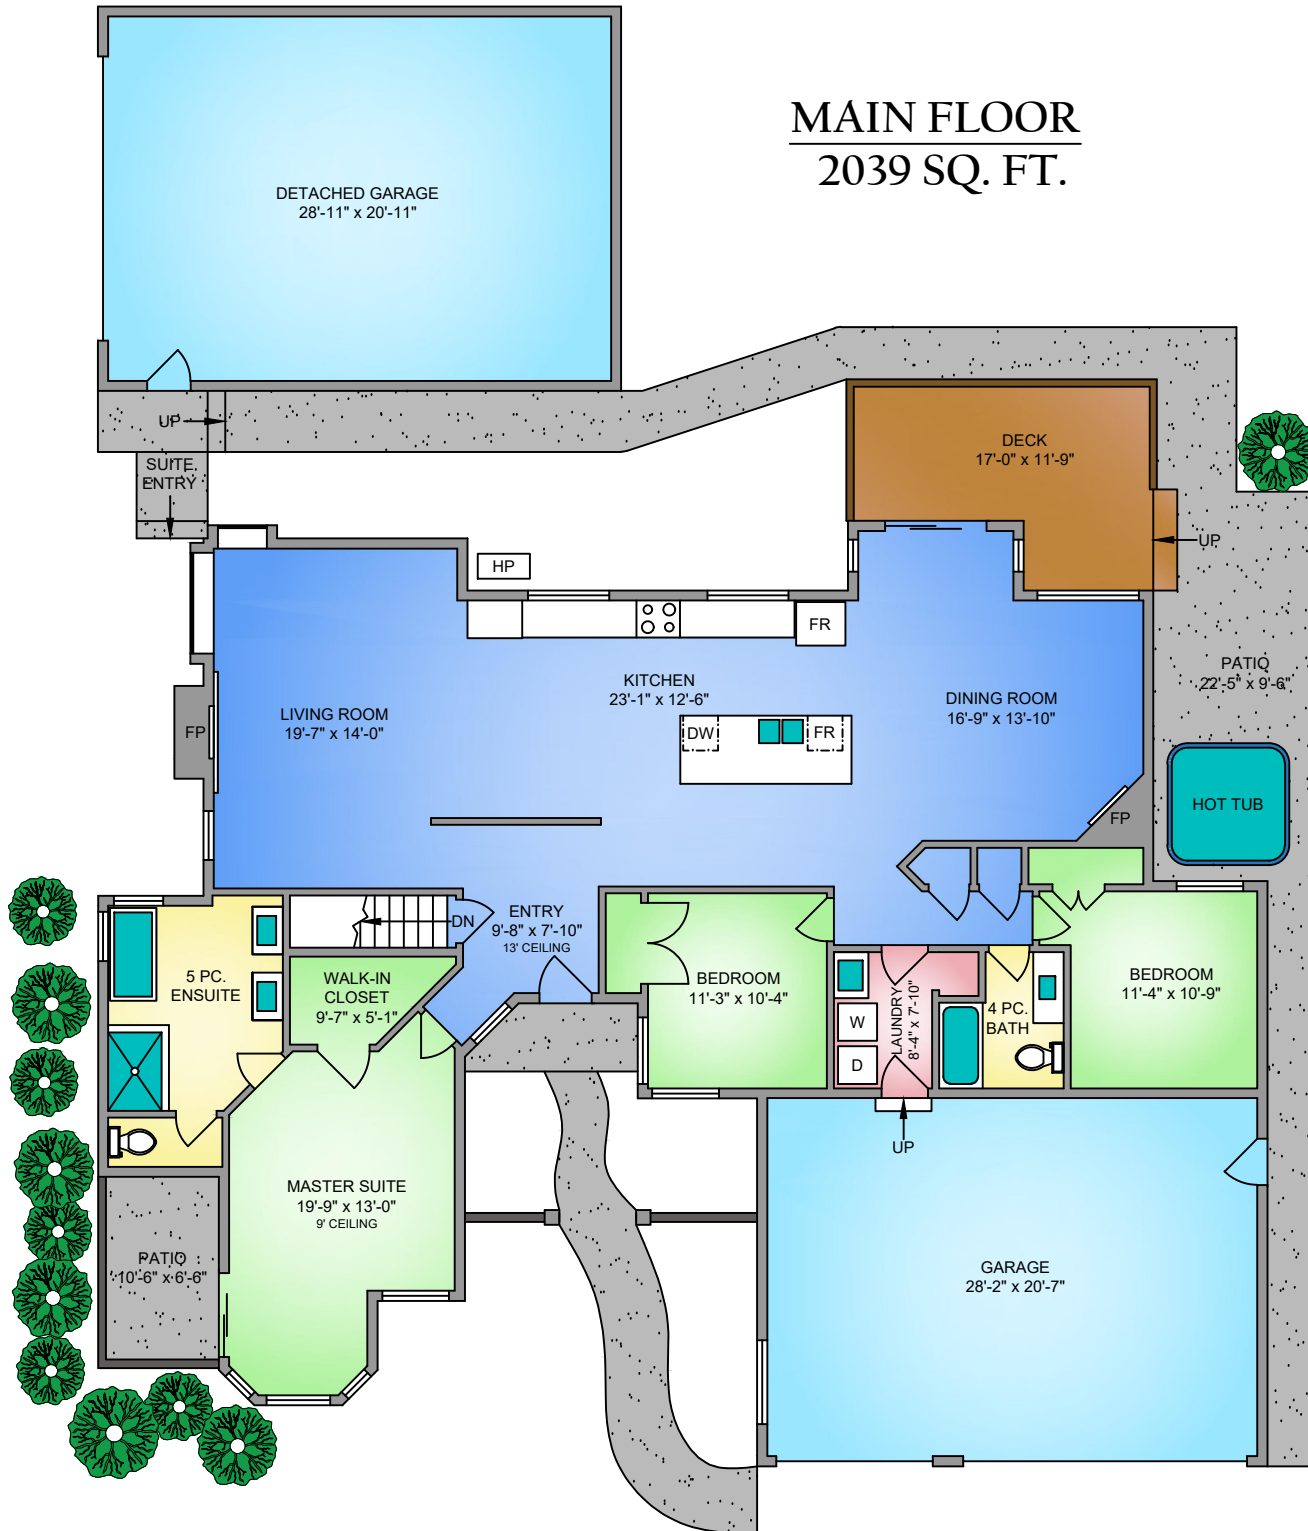 MAIN FLOOR
2039 SQ. FT.
DETACHED GARAGE
28'-11" x 20'-11"
UP
SUITE
ENTRY
DECK
17'-0" x 11'-9"
UP
HP
FR
PATIO
22'-5" x 9'-6"
KITCHEN
23'-1" x 12'-6"
DINING ROOM
16'-9" x 13'-10"
LIVING ROOM
19'-7" x 14'-0"
FP
DW
FR
HOT TUB
FP
ENTRY
9'-8" x 7'-10"
13' CEILING
DN
5 PC.
ENSUITE
WALK-IN
CLOSET
9'-7" x 5'-1"
BEDROOM
11'-3" x 10'-4"
LAUNDRY
8'-4" x 7'-10"
W
D
4 PC.
BATH
BEDROOM
11'-4" x 10'-9"
UP
MASTER SUITE
19'-9" x 13'-0"
9' CEILING
PATIO
10'-6" x 6'-6"
GARAGE
28'-2" x 20'-7"